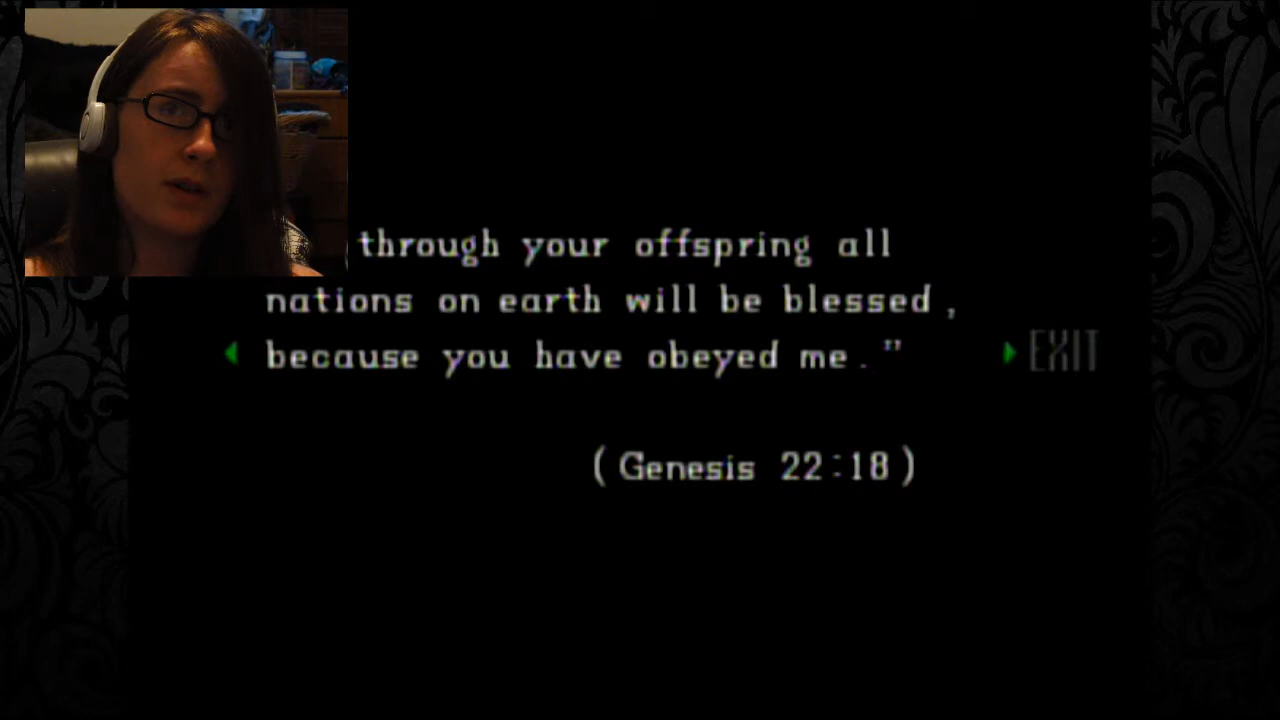 through your offspring all
nations on earth will be blessed,
because you have obeyed me."
EXIT
(Genesis 22:18)